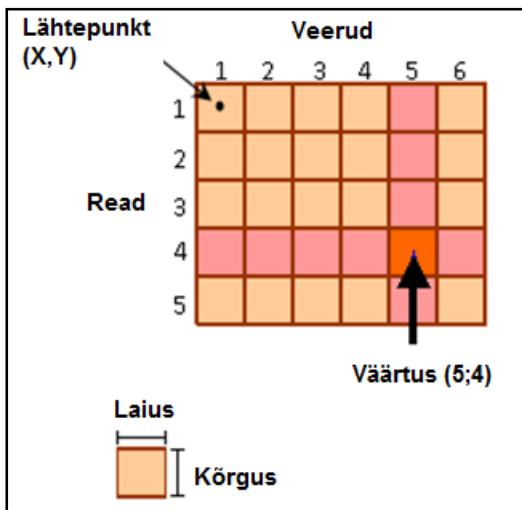 Lähtepunkt
(X,Y)
Veerud
1 2 3 4 5 6
1
2
Read
3
4
5
Väärtus (5;4)
Laius
Kõrgus